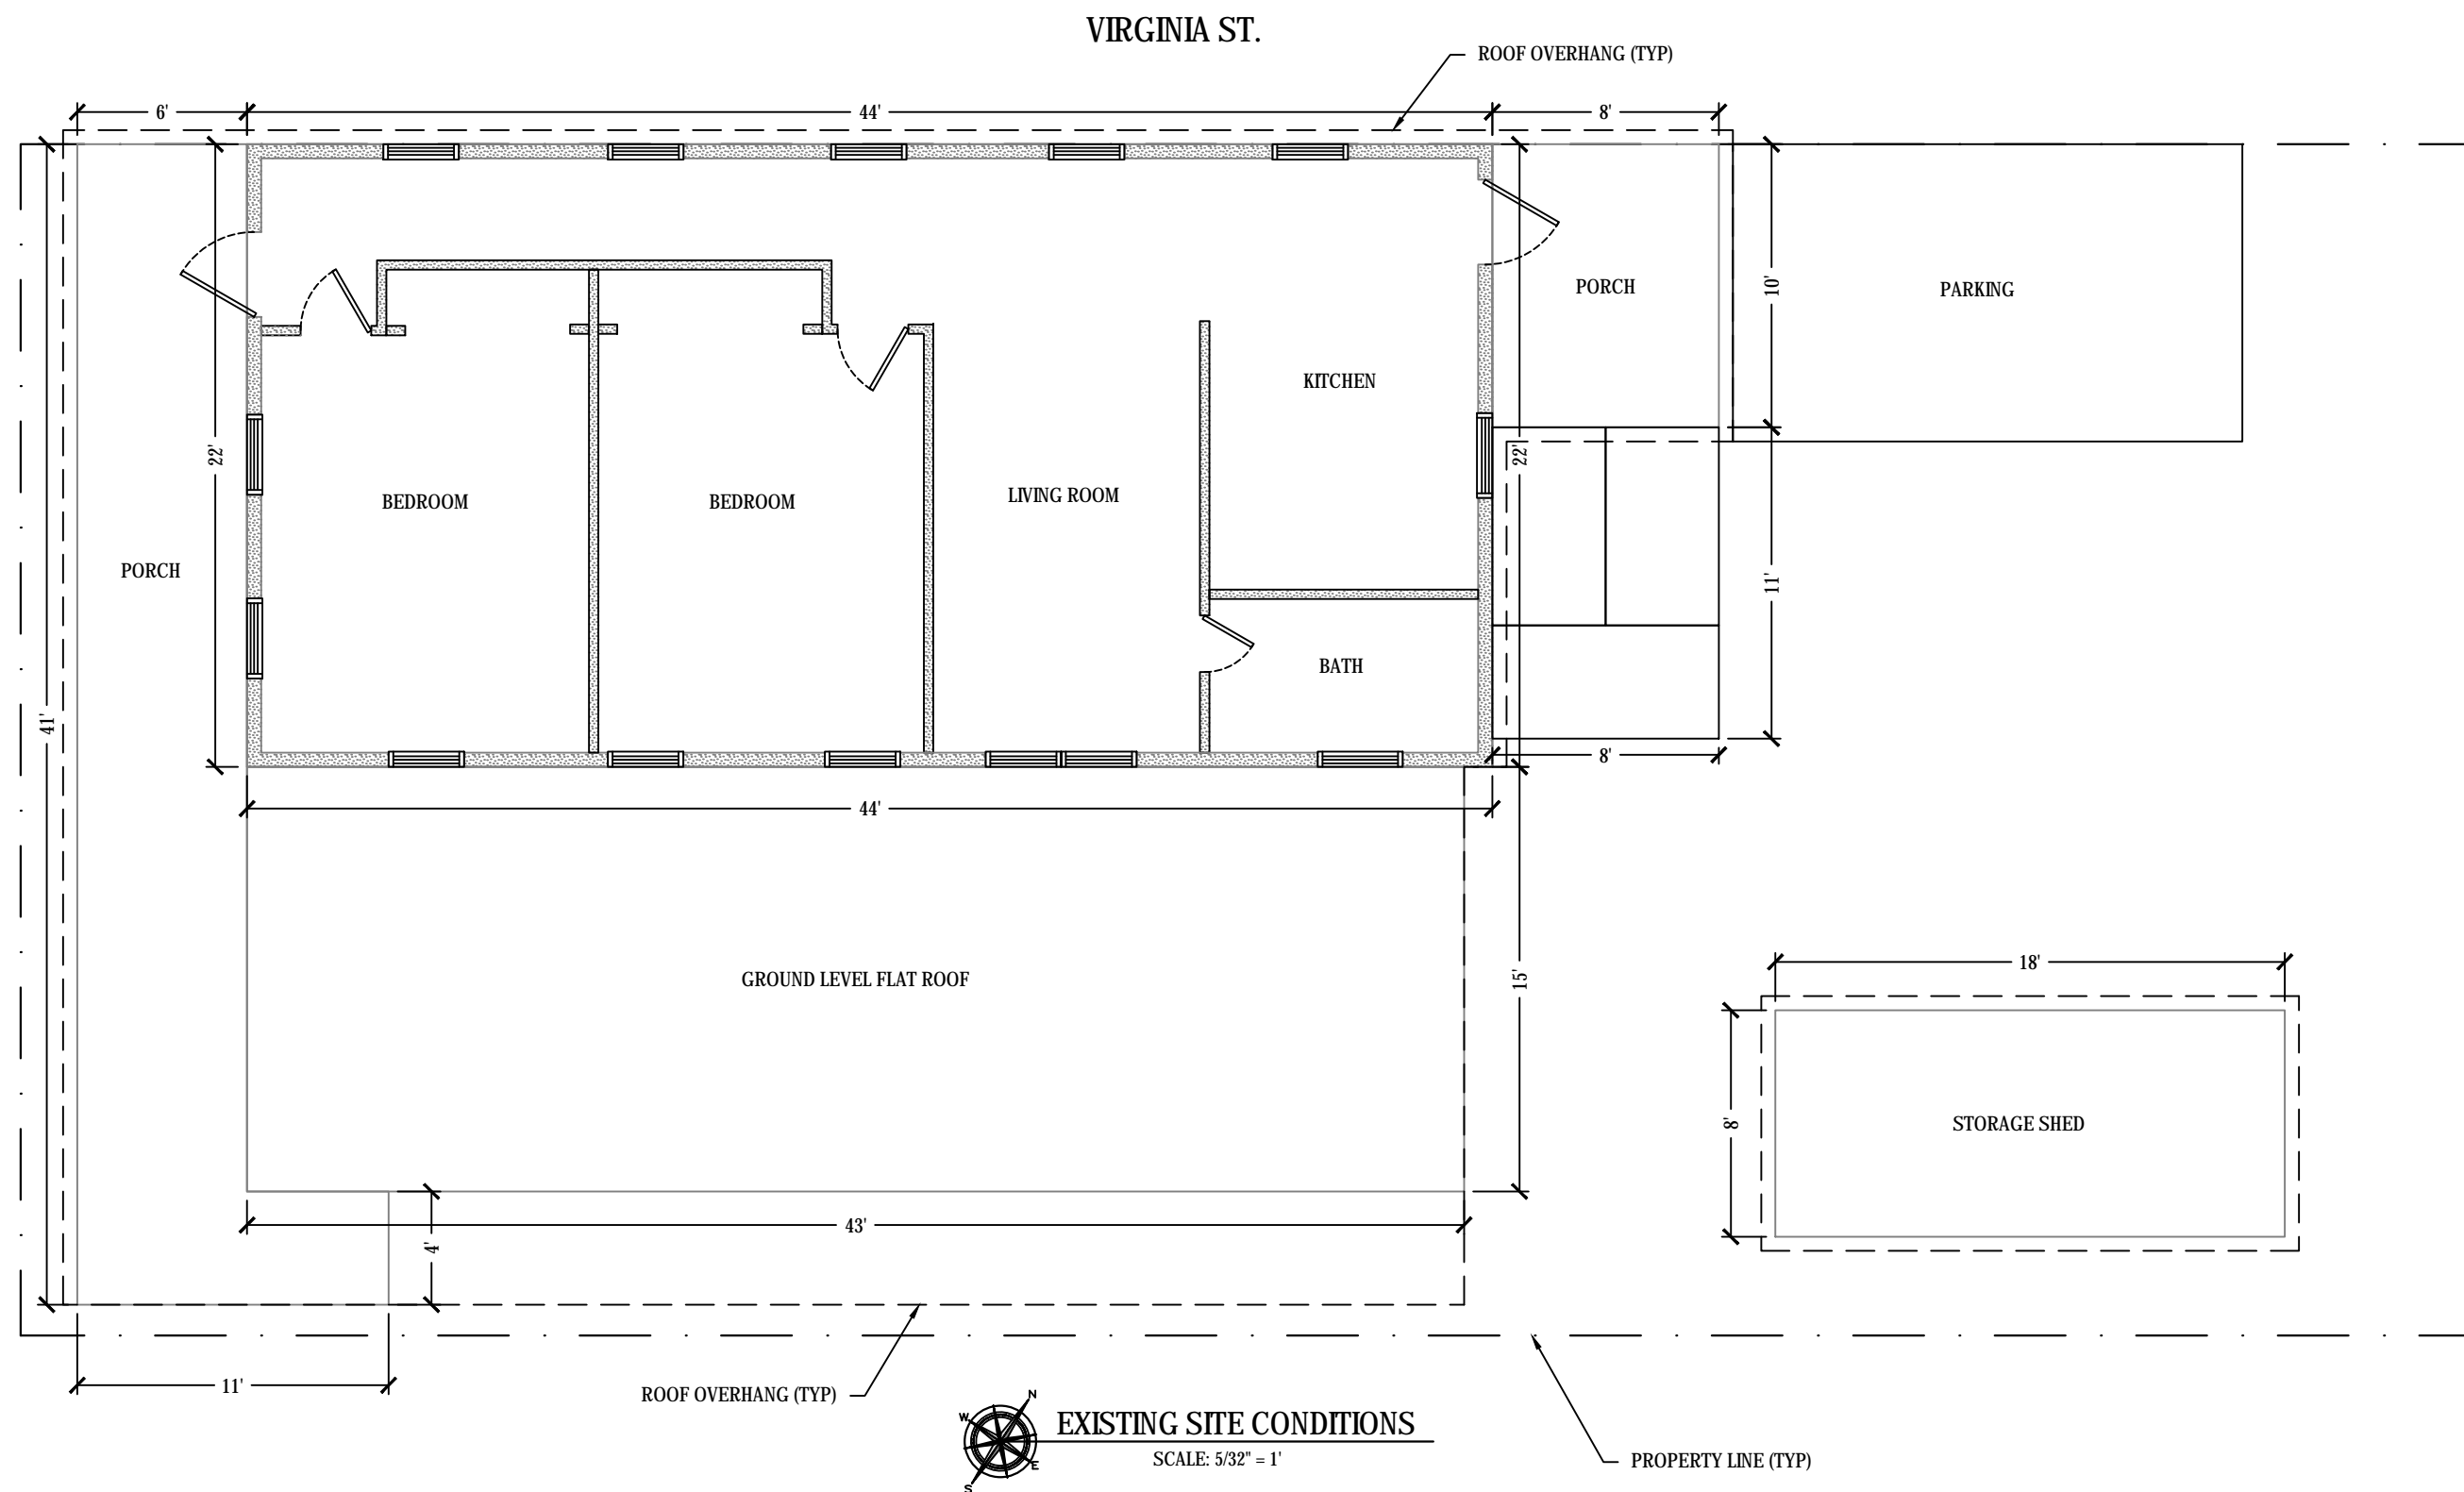 VIRGINIA ST.
ROOF OVERHANG (TYP)
6'
44'
8'
10'
PORCH
PARKING
KITCHEN
22'
22'
BEDROOM
BEDROOM
LIVING ROOM
PORCH
11'
BATH
41'
8'
44'
GROUND LEVEL FLAT ROOF
15'
18'
8'
STORAGE SHED
43'
4'
11'
ROOF OVERHANG (TYP)
N
W
E
S
EXISTING SITE CONDITIONS
SCALE: 5/32" = 1'
PROPERTY LINE (TYP)